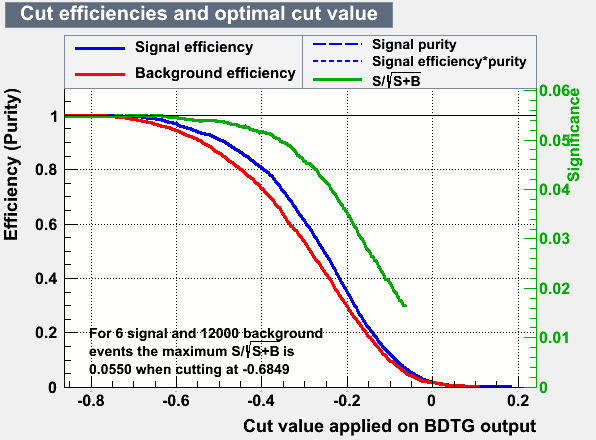 Cut efficiencies and optimal cut value
Signal efficiency
Background efficiency
Signal purity
Signal efficiency*purity
S/√S+B
Efficiency (Purity)
1
0.8
0.6
0.4
0.2
0
0.06
0.05
0.04
0.03
0.02
0.01
0
Significance
For 6 signal and 12000 background
events the maximum S/√S+B is
0.0550 when cutting at -0.6849
-0.8 -0.6 -0.4 -0.2 0 0.2
Cut value applied on BDTG output